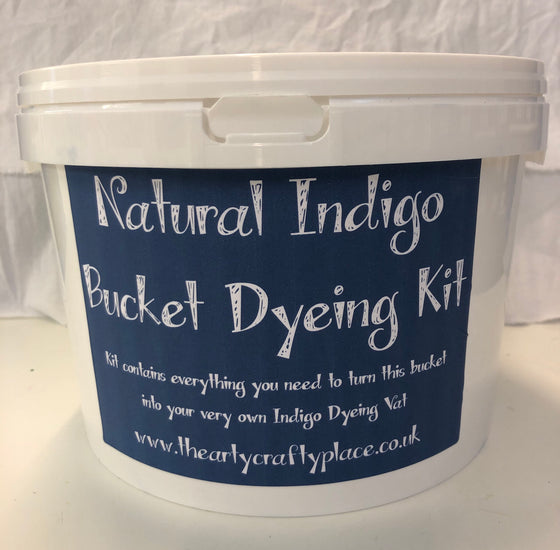 Natural Indigo
Bucket Dyeing Kit
Kit contains everything you need to turn this bucket
into your very own Indigo Dyeing Vat
www.theartycraftyplace.co.uk